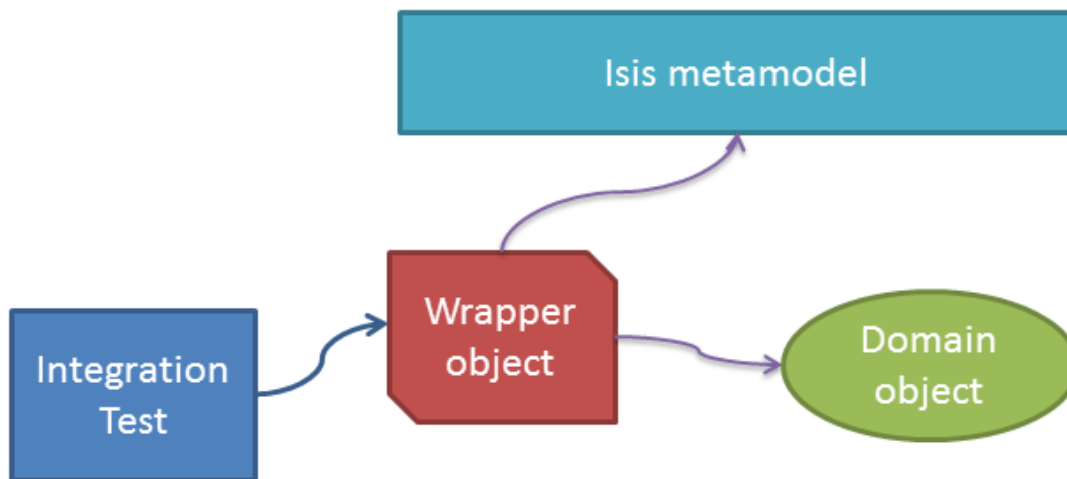 Isis metamodel
Wrapper
object
Integration
Test
Domain
object